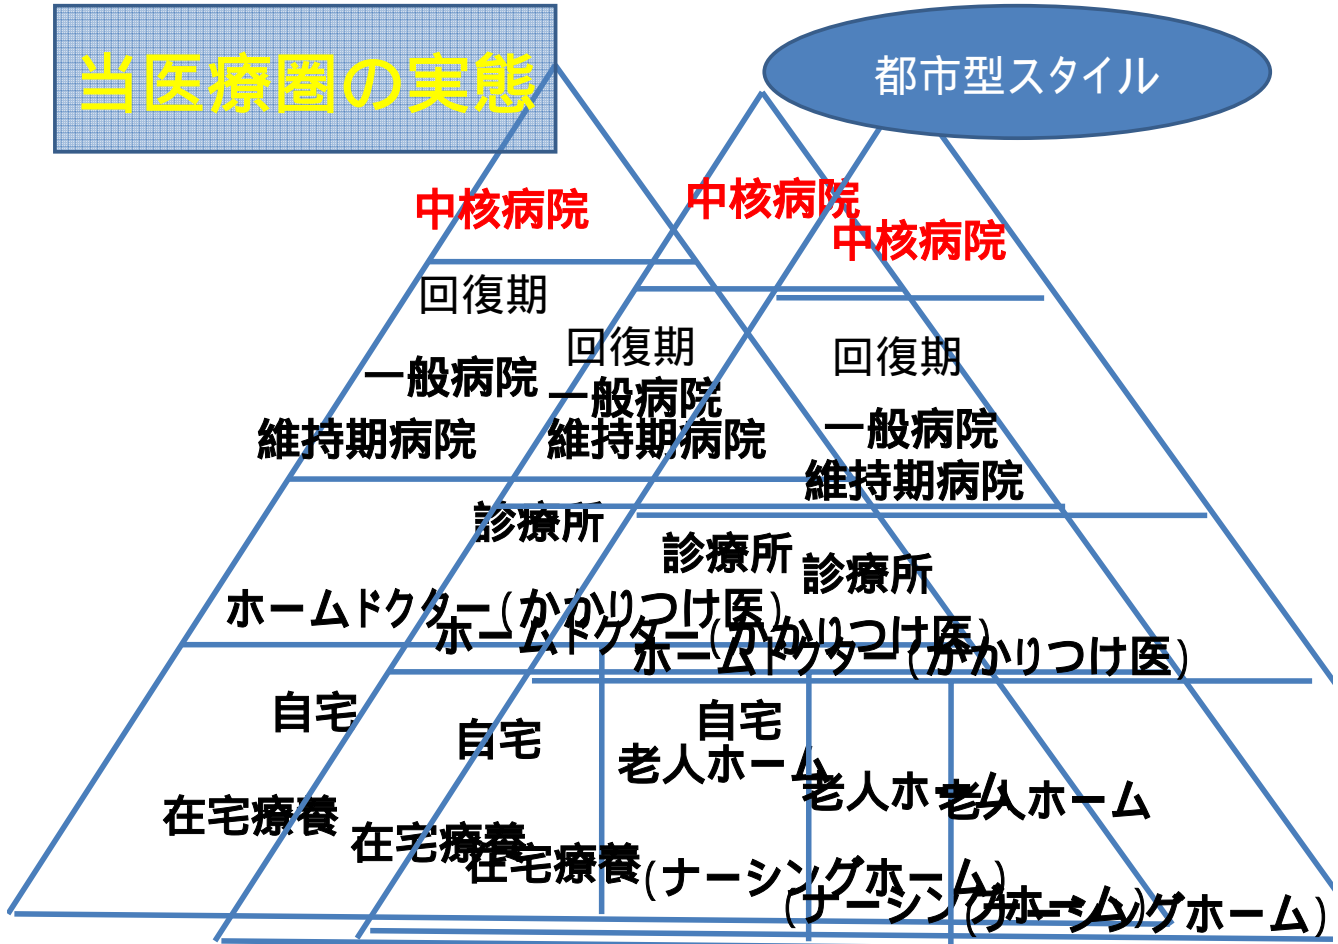 当医療圏の実態
都市型スタイル
中核病院
中核病院
中核病院
回復期
回復期
回復期
一般病院
一般病院
一般病院
維持期病院
維持期病院
維持期病院
診療所
診療所
診療所
ホームドクター(かかりつけ医)
ホームドクター(かかりつけ医)
ホームドクター(かかりつけ医)
自宅
自宅
自宅
老人ホーム
老人ホーム
老人ホーム
在宅療養
在宅療養
在宅療養
(ナーシングホーム)
(ナーシングホーム)
(ナーシングホーム)